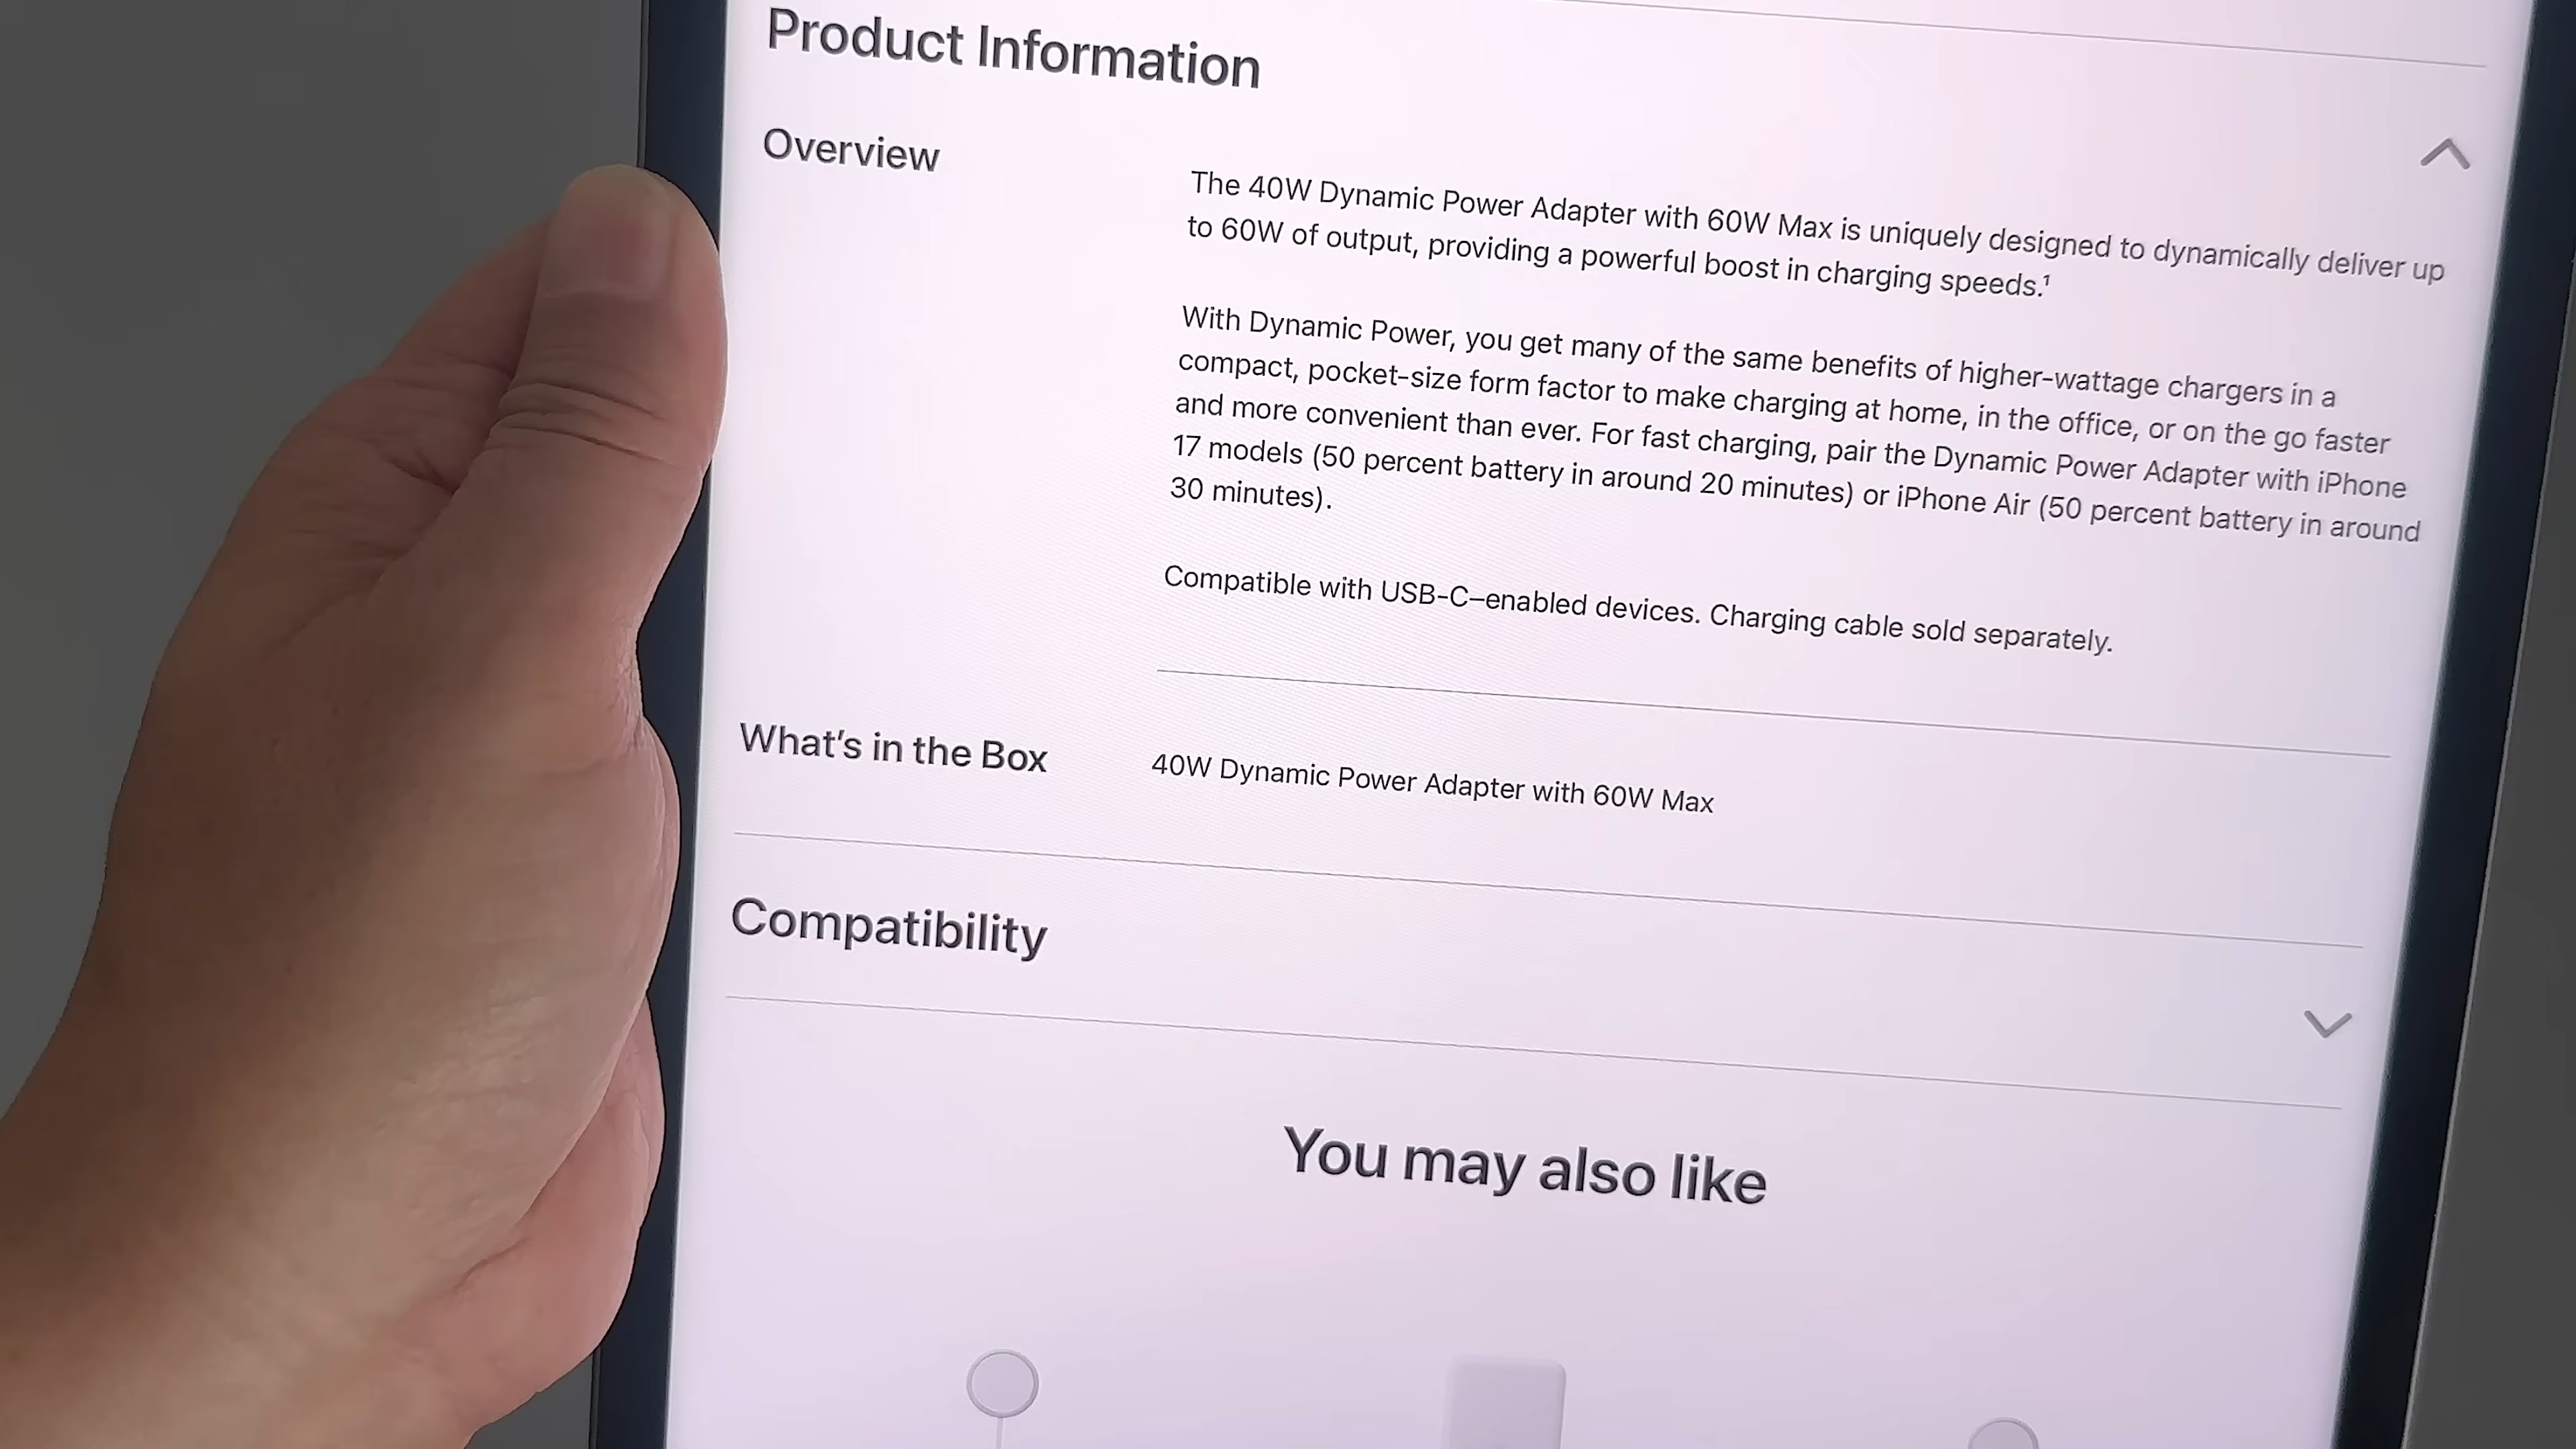 Product Information
Overview
The 40W Dynamic Power Adapter with 60W Max is uniquely designed to dynamically deliver up
to 60W of output, providing a powerful boost in charging speeds.¹
With Dynamic Power, you get many of the same benefits of higher-wattage chargers in a
compact, pocket-size form factor to make charging at home, in the office, or on the go faster
and more convenient than ever. For fast charging, pair the Dynamic Power Adapter with iPhone
17 models (50 percent battery in around 20 minutes) or iPhone Air (50 percent battery in around
30 minutes).
Compatible with USB-C–enabled devices. Charging cable sold separately.
What’s in the Box
40W Dynamic Power Adapter with 60W Max
Compatibility
You may also like